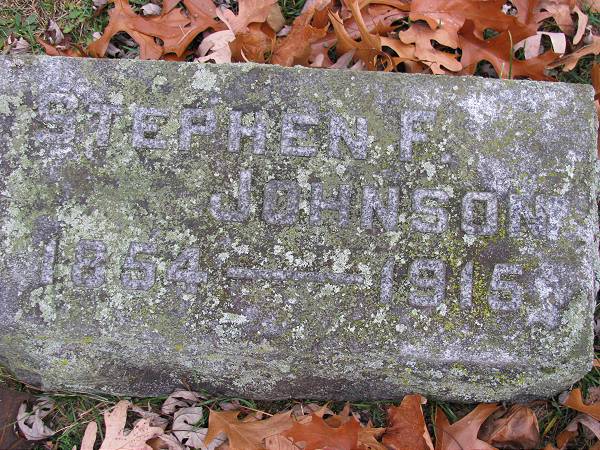 STEPHEN F.
JOHNSON
1854 — 1915